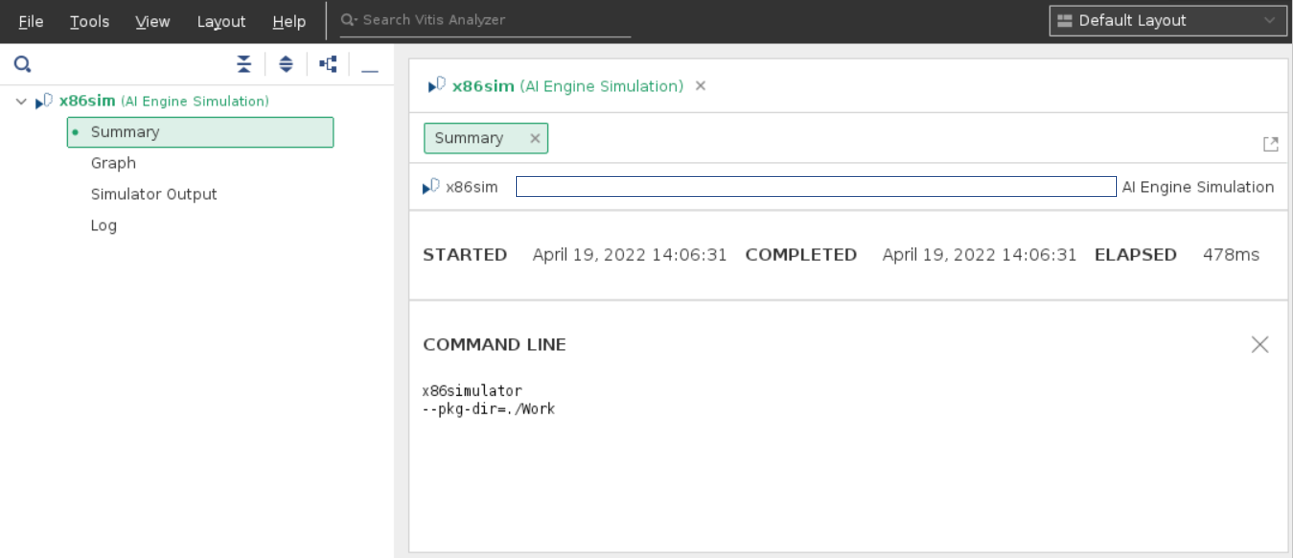 File Tools View Layout Help Search Vitis Analyzer Default Layout
x86sim (AI Engine Simulation)
Summary
Graph
Simulator Output
Log
x86sim (AI Engine Simulation)
Summary
x86sim AI Engine Simulation
STARTED April 19, 2022 14:06:31 COMPLETED April 19, 2022 14:06:31 ELAPSED 478ms
COMMAND LINE
x86simulator
--pkg-dir=./Work